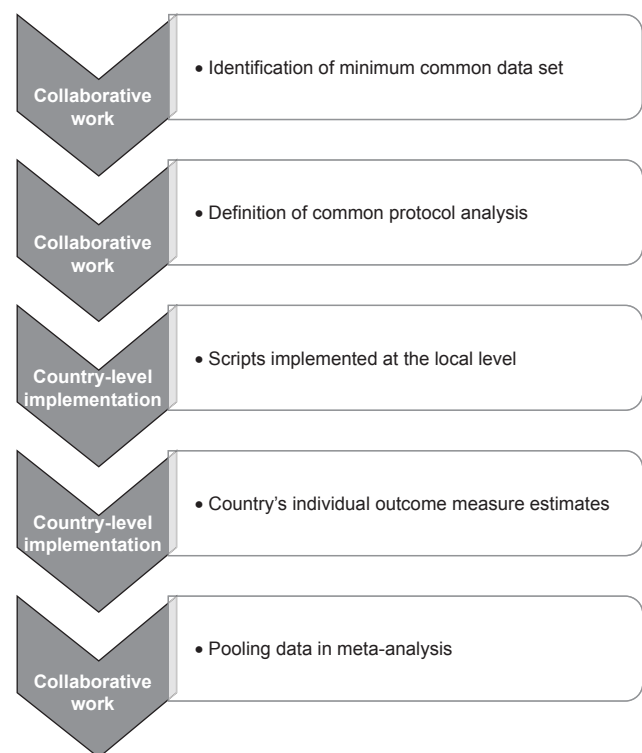 Collaborative
work
• Identification of minimum common data set
Collaborative
work
• Definition of common protocol analysis
Country-level
implementation
• Scripts implemented at the local level
Country-level
implementation
• Country’s individual outcome measure estimates
Collaborative
work
• Pooling data in meta-analysis